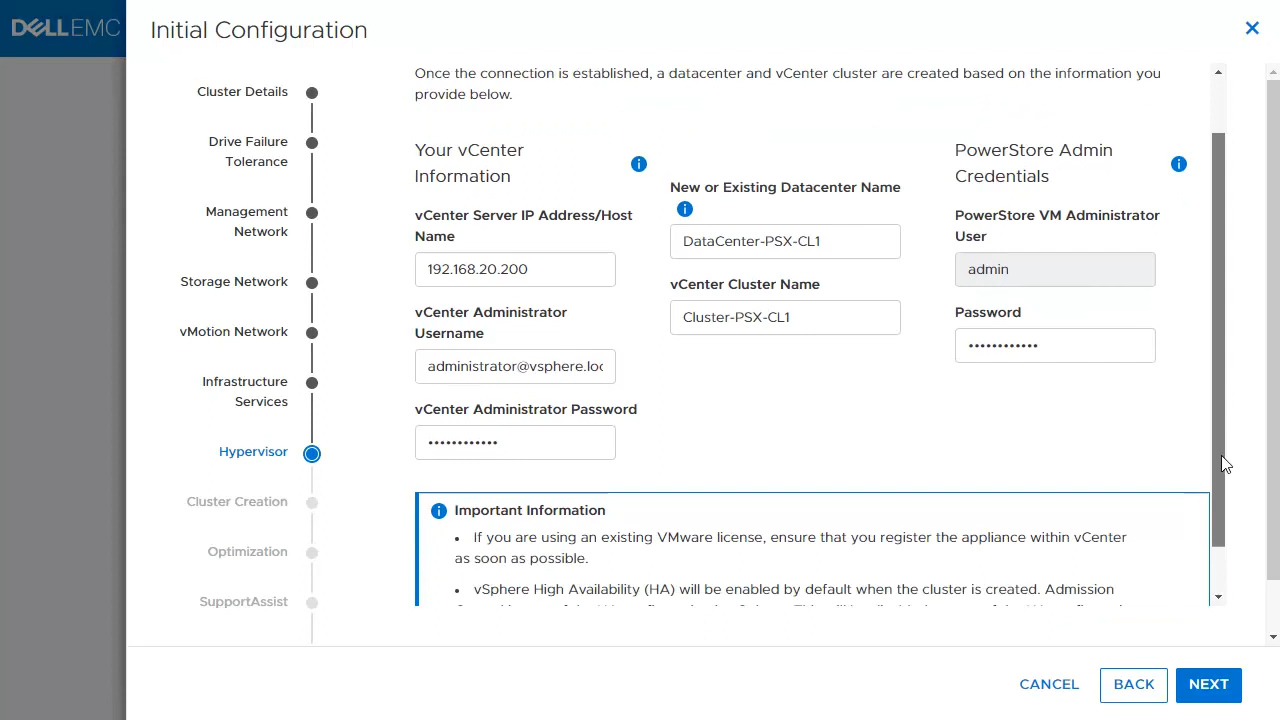 DELLEMC
Initial Configuration
Cluster Details
Drive Failure
Tolerance
Management
Network
Storage Network
vMotion Network
Infrastructure
Services
Hypervisor
Cluster Creation
Optimization
SupportAssist
Once the connection is established, a datacenter and vCenter cluster are created based on the information you
provide below.
Your vCenter
Information
vCenter Server IP Address/Host
Name
192.168.20.200
vCenter Administrator
Username
administrator@vsphere.loc
vCenter Administrator Password
••••••••••••
New or Existing Datacenter Name
DataCenter-PSX-CL1
vCenter Cluster Name
Cluster-PSX-CL1
PowerStore Admin
Credentials
PowerStore VM Administrator
User
admin
Password
••••••••••••
Important Information
• If you are using an existing VMware license, ensure that you register the appliance within vCenter
as soon as possible.
• vSphere High Availability (HA) will be enabled by default when the cluster is created. Admission
CANCEL
BACK
NEXT